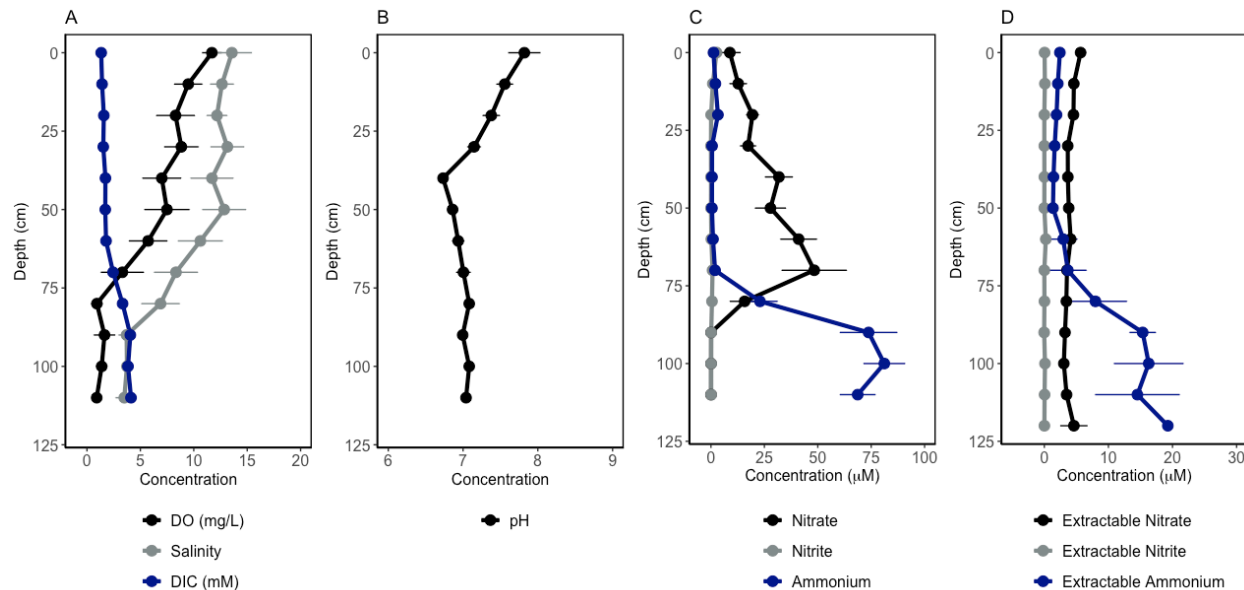 A
B
C
D
0
25
50
75
100
125
Depth (cm)
0 5 10 15 20
Concentration
DO (mg/L)
Salinity
DIC (mM)
0
25
50
75
100
125
Depth (cm)
6 7 8 9
Concentration
pH
0
25
50
75
100
125
Depth (cm)
0 25 50 75 100
Concentration (μM)
Nitrate
Nitrite
Ammonium
0
25
50
75
100
125
Depth (cm)
0 10 20 30
Concentration (μM)
Extractable Nitrate
Extractable Nitrite
Extractable Ammonium